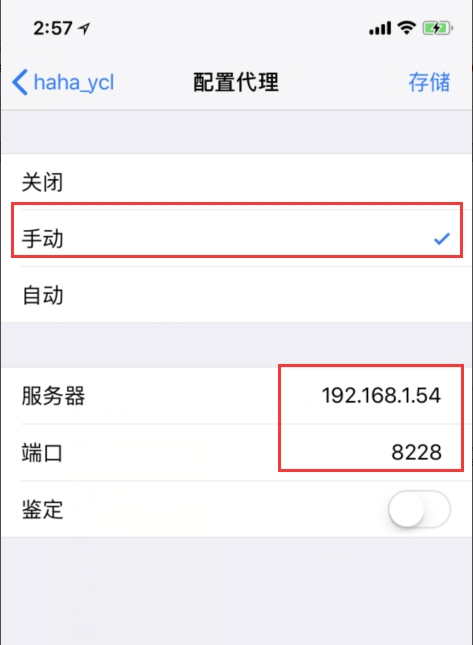 2:57
haha_ycl 配置代理 存储
关闭
手动
自动
服务器 192.168.1.54
端口 8228
鉴定